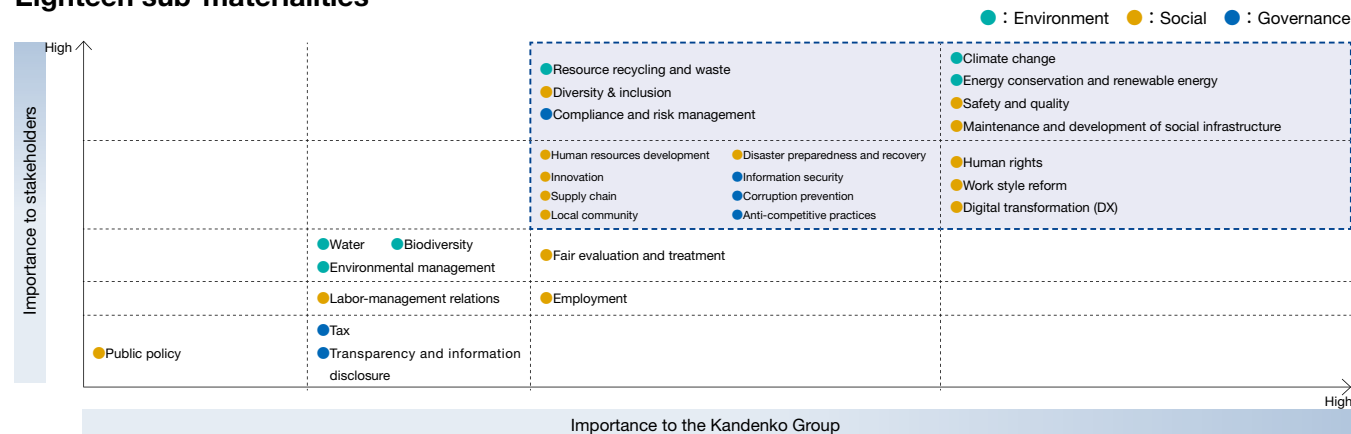 Eighteen sub-materialities
: Environment : Social : Governance
High
Importance to stakeholders
Resource recycling and waste
Diversity & inclusion
Compliance and risk management
Climate change
Energy conservation and renewable energy
Safety and quality
Maintenance and development of social infrastructure
Human resources development
Innovation
Supply chain
Local community
Disaster preparedness and recovery
Information security
Corruption prevention
Anti-competitive practices
Human rights
Work style reform
Digital transformation (DX)
Water Biodiversity
Environmental management
Fair evaluation and treatment
Labor-management relations
Employment
Public policy
Tax
Transparency and information
disclosure
High
Importance to the Kandenko Group